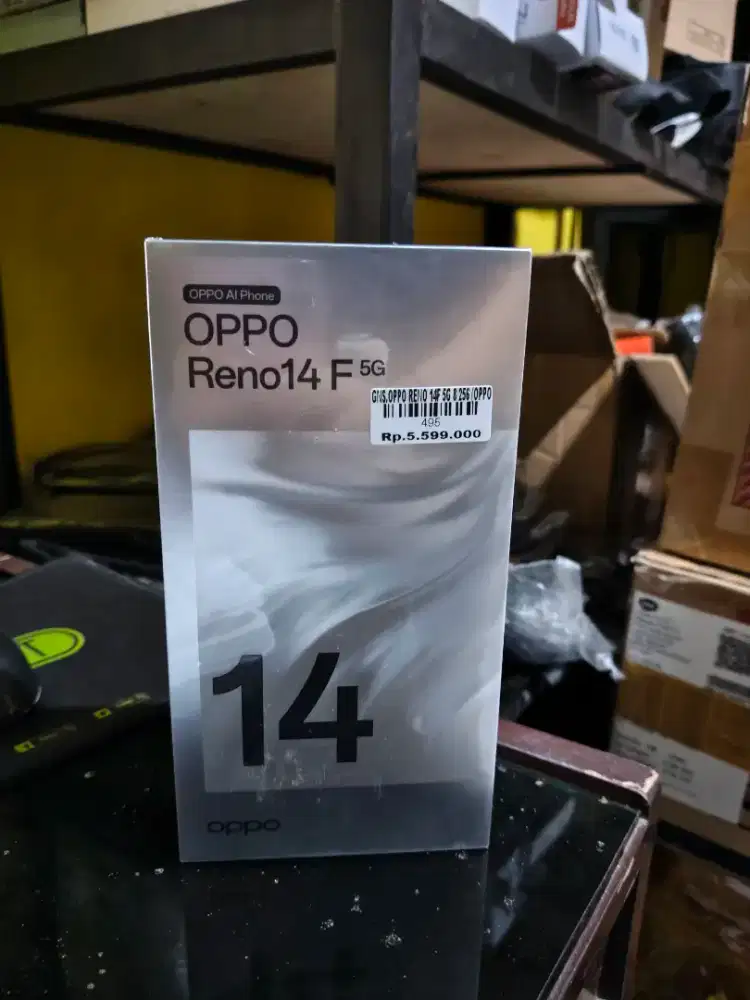 OPPO AI Phone
OPPO
Reno14 F 5G
GNS.OPPO RENO 14F 5G 8 256 (OPPO
495
Rp.5.599.000
14
oppo